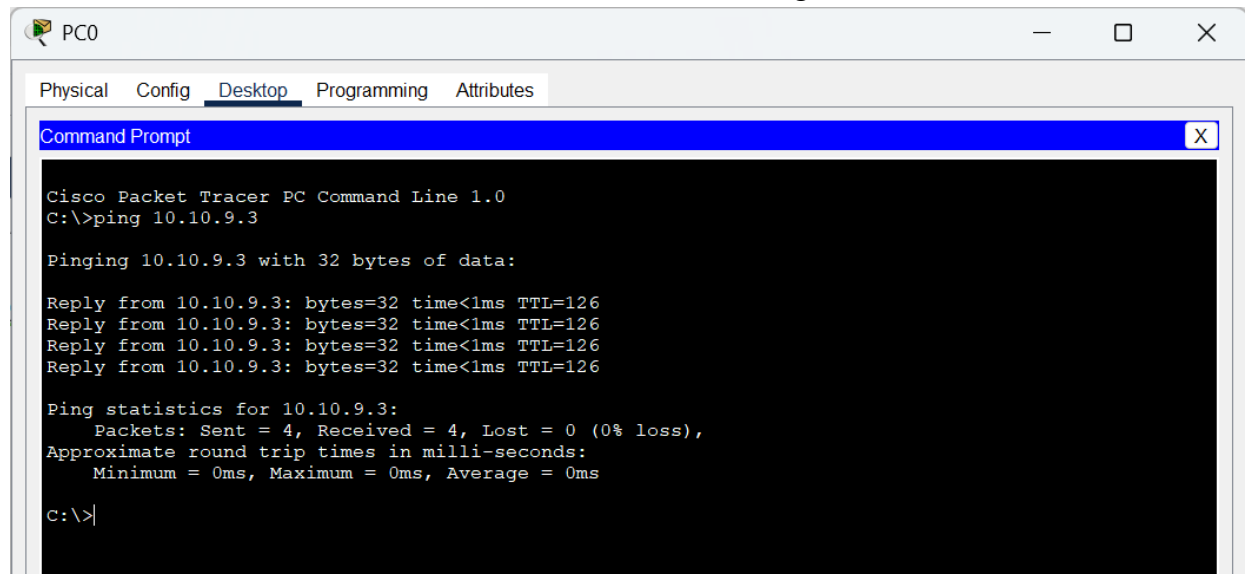 PC0
Physical Config Desktop Programming Attributes
Command Prompt
X
Cisco Packet Tracer PC Command Line 1.0
C:\>ping 10.10.9.3
Pinging 10.10.9.3 with 32 bytes of data:
Reply from 10.10.9.3: bytes=32 time<1ms TTL=126
Reply from 10.10.9.3: bytes=32 time<1ms TTL=126
Reply from 10.10.9.3: bytes=32 time<1ms TTL=126
Reply from 10.10.9.3: bytes=32 time<1ms TTL=126
Ping statistics for 10.10.9.3:
Packets: Sent = 4, Received = 4, Lost = 0 (0% loss),
Approximate round trip times in milli-seconds:
Minimum = 0ms, Maximum = 0ms, Average = 0ms
C:\>